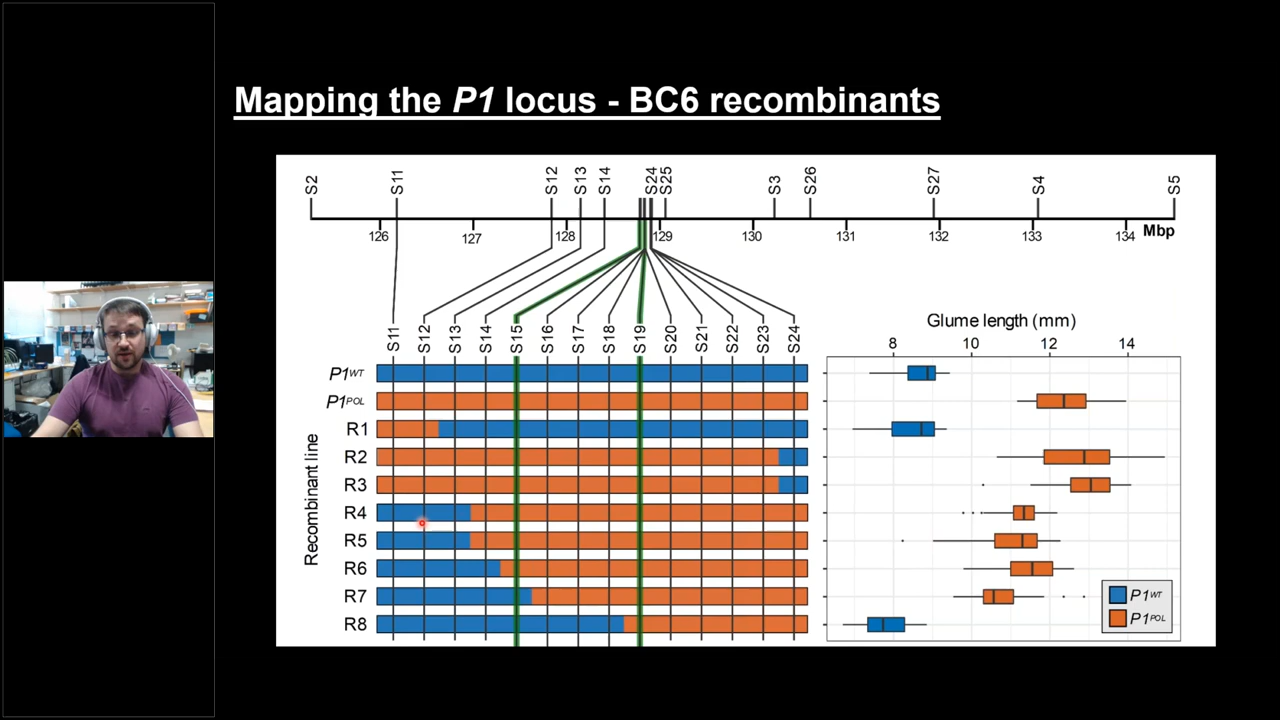 Mapping the P1 locus - BC6 recombinants
S2 S11 S12 S13 S14 S24 S25 S3 S26 S27 S4 S5
126 127 128 129 130 131 132 133 134 Mbp
S11 S12 S13 S14 S15 S16 S17 S18 S19 S20 S21 S22 S23 S24
Glume length (mm)
8 10 12 14
Recombinant line
P1WT
P1POL
R1
R2
R3
R4
R5
R6
R7
R8
P1WT
P1POL